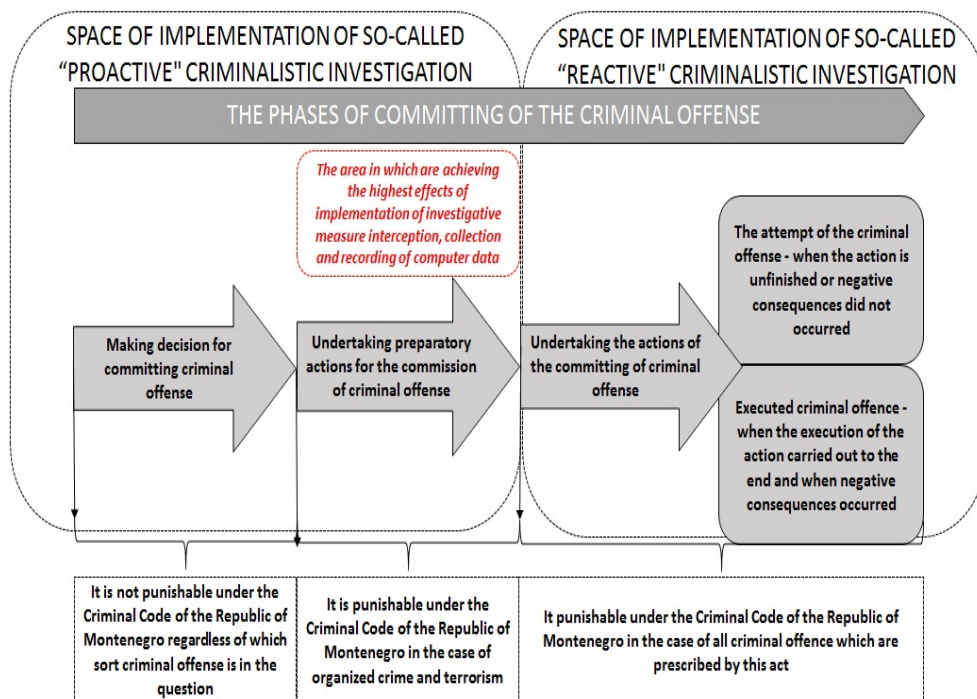 SPACE OF IMPLEMENTATION OF SO-CALLED
“PROACTIVE" CRIMINALISTIC INVESTIGATION
SPACE OF IMPLEMENTATION OF SO-CALLED
“REACTIVE" CRIMINALISTIC INVESTIGATION
THE PHASES OF COMMITTING OF THE CRIMINAL OFFENSE
The area in which are achieving
the highest effects of
implementation of investigative
measure interception, collection
and recording of computer data
Making decision for
committing criminal
offense
Undertaking preparatory
actions for the commission
of criminal offense
Undertaking the actions of
the committing of criminal
offense
The attempt of the criminal
offense - when the action is
unfinished or negative
consequences did not
occurred
Executed criminal offence -
when the execution of the
action carried out to the
end and when negative
consequences occurred
It is not punishable under the
Criminal Code of the Republic of
Montenegro regardless of which
sort criminal offense is in the
question
It is punishable under the
Criminal Code of the Republic of
Montenegro in the case of
organized crime and terrorism
It punishable under the Criminal Code of the Republic of
Montenegro in the case of all criminal offence which are
prescribed by this act